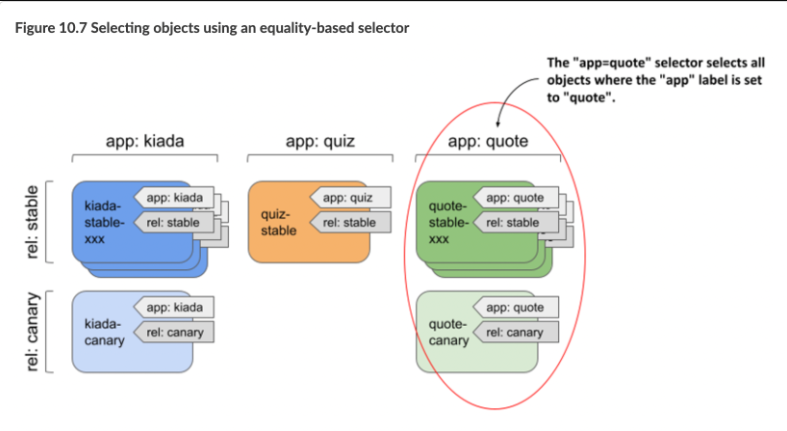 Figure 10.7 Selecting objects using an equality-based selector
The "app=quote" selector selects all
objects where the "app" label is set
to "quote".
app: kiada
app: quiz
app: quote
rel: stable
kiada-
stable-
xxx
app: kiada
rel: stable
quiz-
stable
app: quiz
rel: stable
quote-
stable-
xxx
app: quote
rel: stable
rel: canary
kiada-
canary
app: kiada
rel: canary
quote-
canary
app: quote
rel: canary